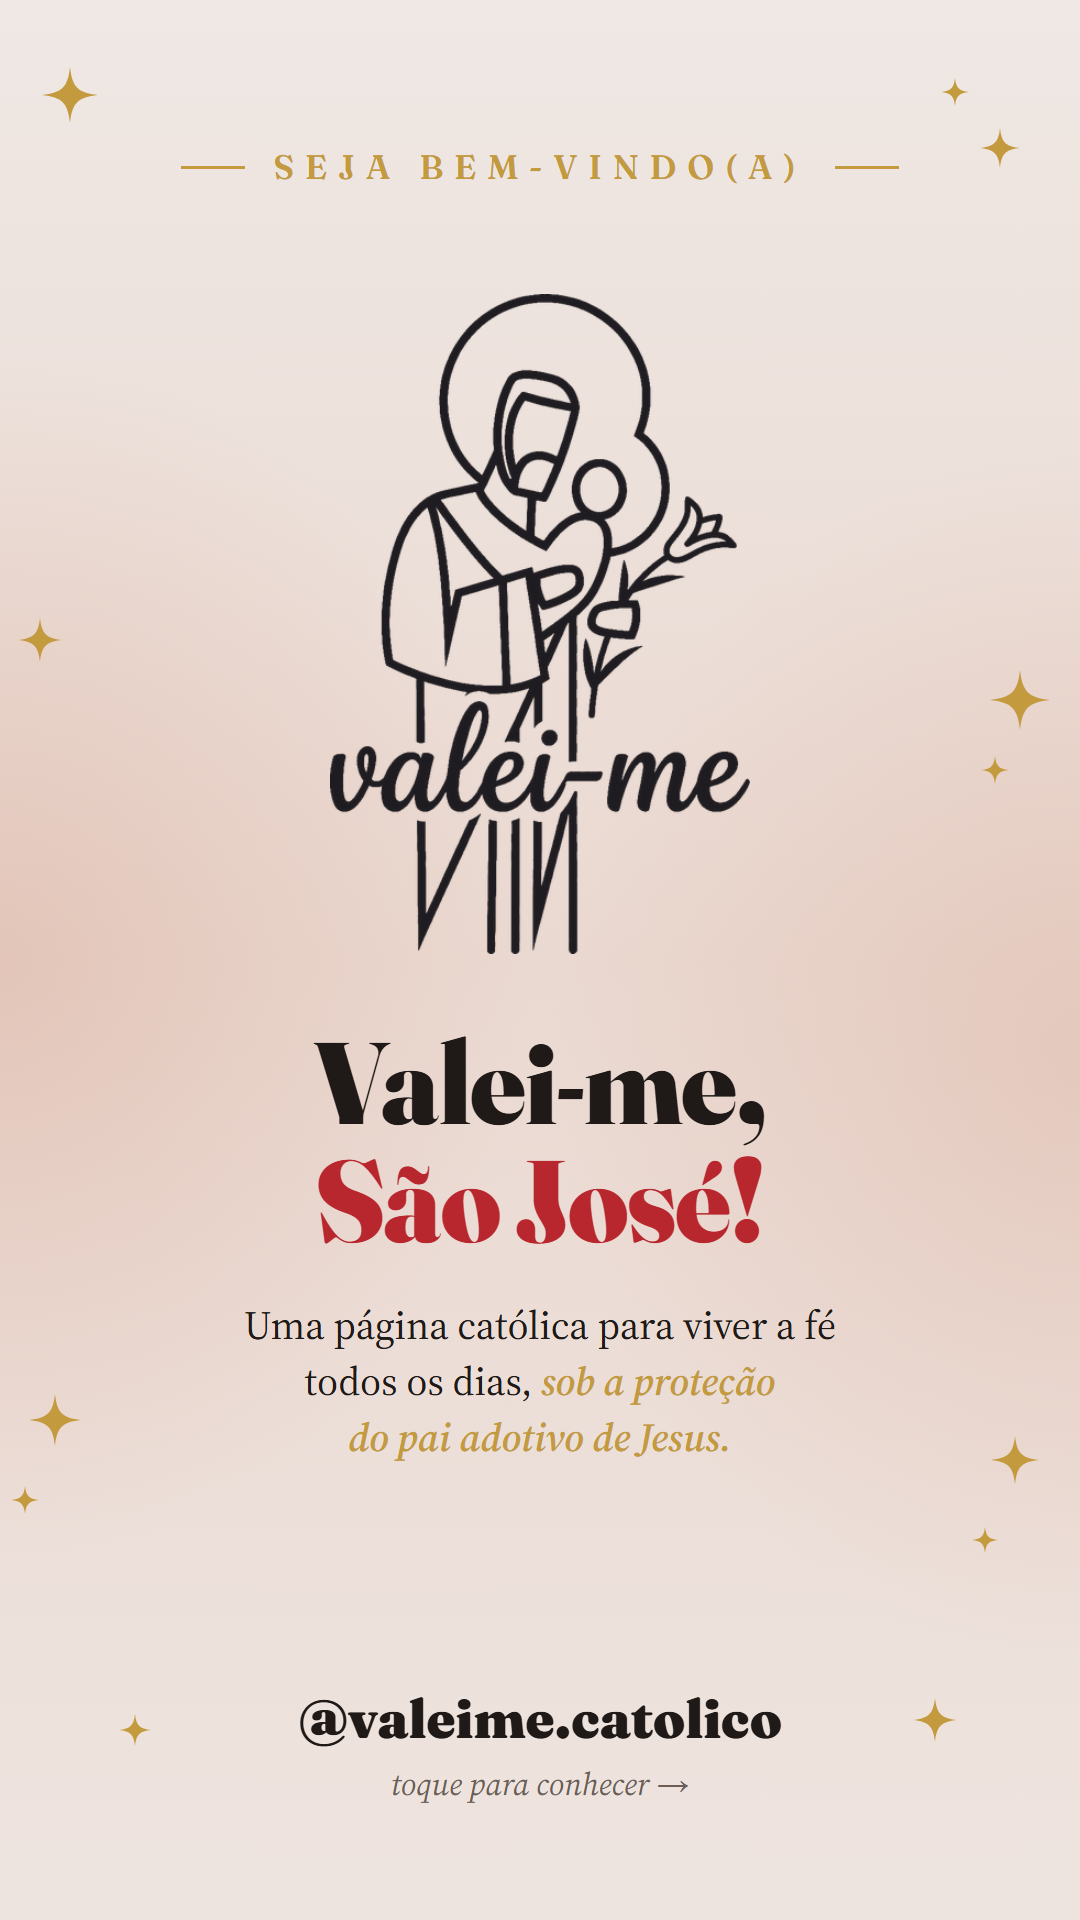 SEJA BEM-VINDO(A)
valei-me
Valei-me,
São José!
Uma página católica para viver a fé
todos os dias, sob a proteção
do pai adotivo de Jesus.
@valeime.catolico
toque para conhecer →